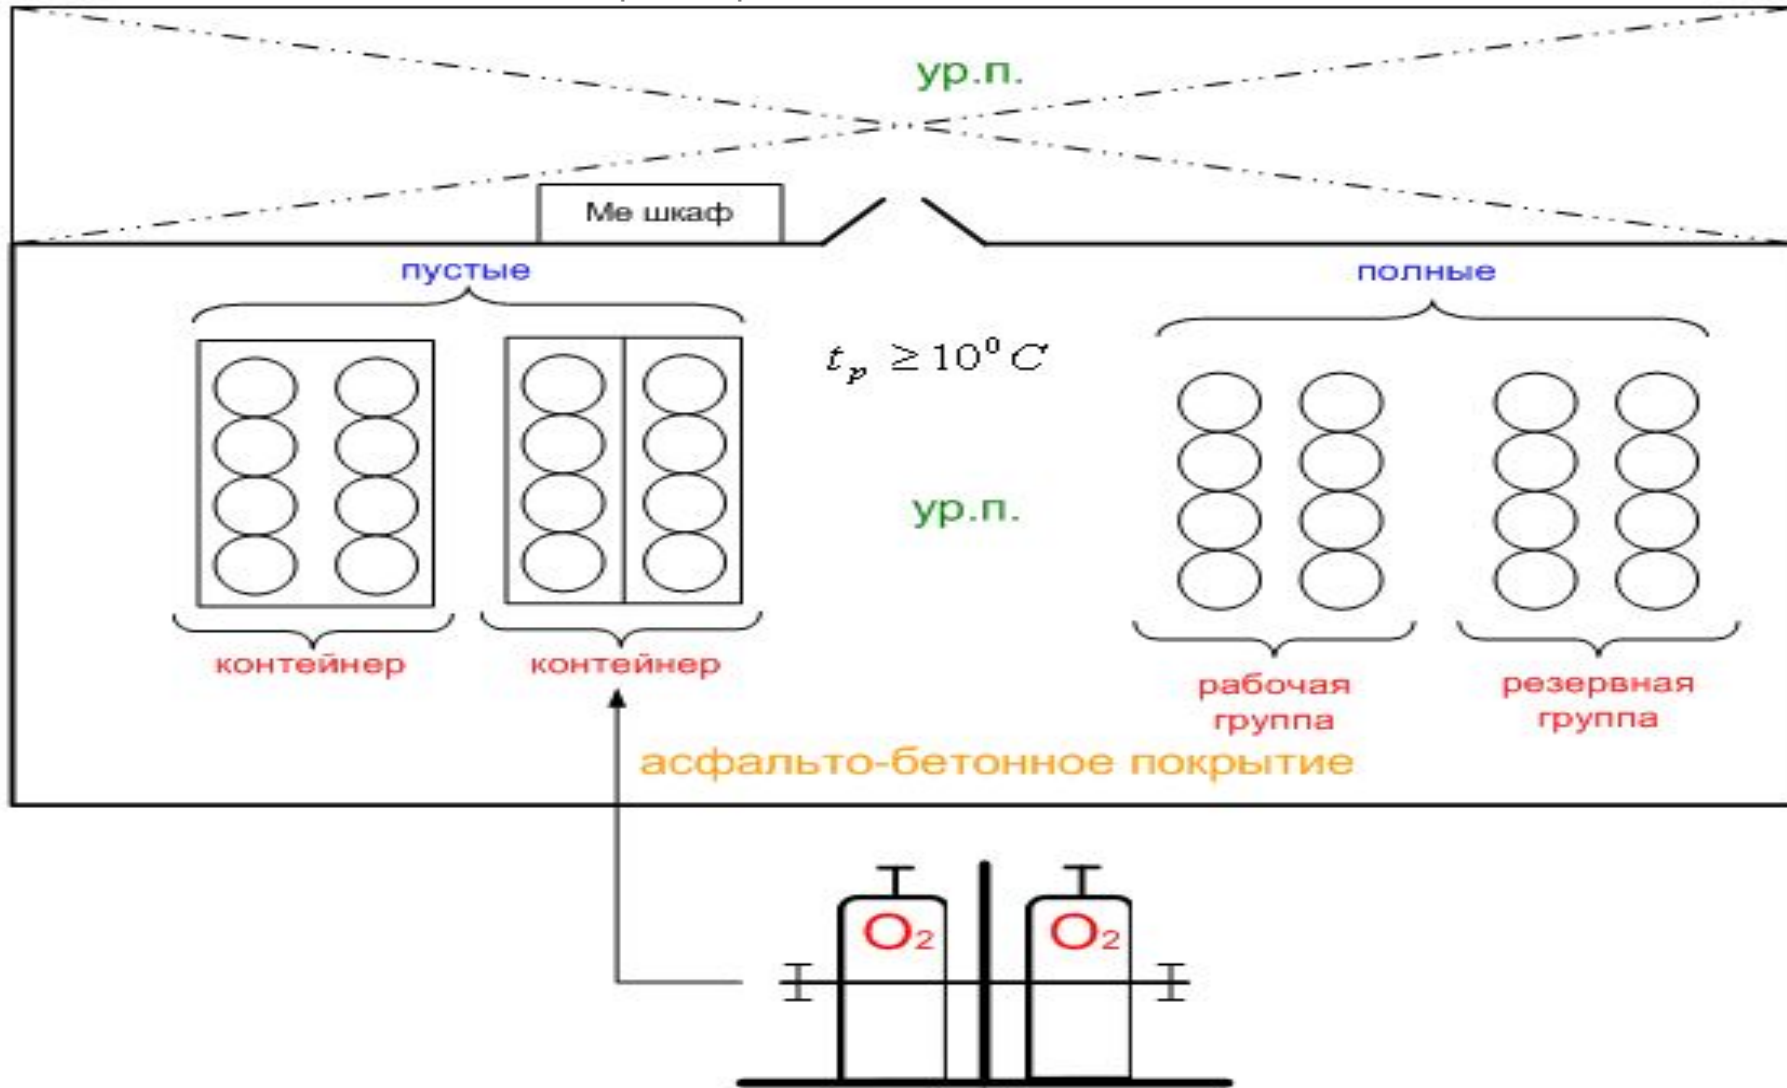 ур.п.
Ме шкаф
пустые
полные
t_p ≥ 10⁰ C
ур.п.
контейнер
контейнер
рабочая
группа
резервная
группа
асфальто-бетонное покрытие
O₂
O₂